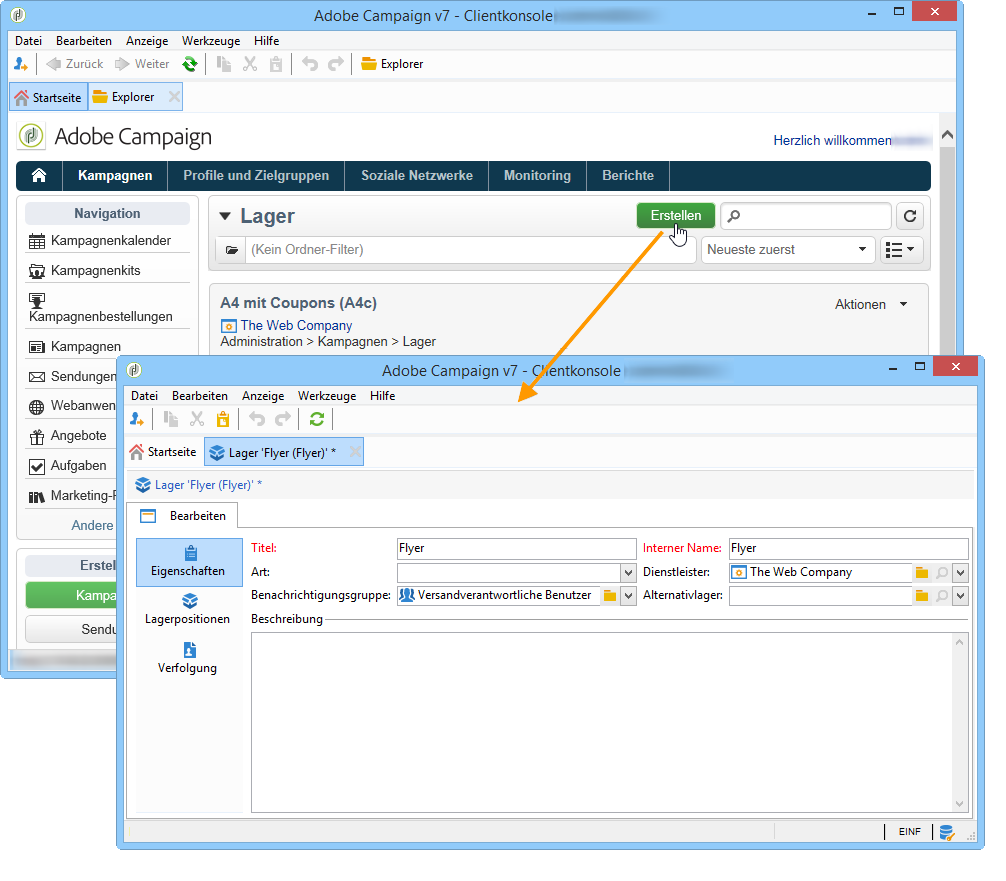 Adobe Campaign v7 - Clientkonsole
Datei Bearbeiten Anzeige Werkzeuge Hilfe
Zurück Weiter Explorer
Startseite Explorer
Adobe Campaign
Herzlich willkommen
Kampagnen Profile und Zielgruppen Soziale Netzwerke Monitoring Berichte
Navigation
Kampagnenkalender
Kampagnenkits
Kampagnenbestellungen
Kampagnen
Sendungen
Webanwen
Angebote
Aufgaben
Marketing-
Andere
Erstel
Kampa
Sendu
Lager
Erstellen
(Kein Ordner-Filter)
Neueste zuerst
A4 mit Coupons (A4c)
Aktionen
The Web Company
Administration > Kampagnen > Lager
Adobe Campaign v7 - Clientkonsole
Datei Bearbeiten Anzeige Werkzeuge Hilfe
Startseite Lager 'Flyer (Flyer)' *
Lager 'Flyer (Flyer)' *
Bearbeiten
Eigenschaften
Lagerpositionen
Verfolgung
Titel: Flyer Interner Name: Flyer
Art: Dienstleister: The Web Company
Benachrichtigungsgruppe: Versandverantwortliche Benutzer Alternativlager:
Beschreibung
EINF